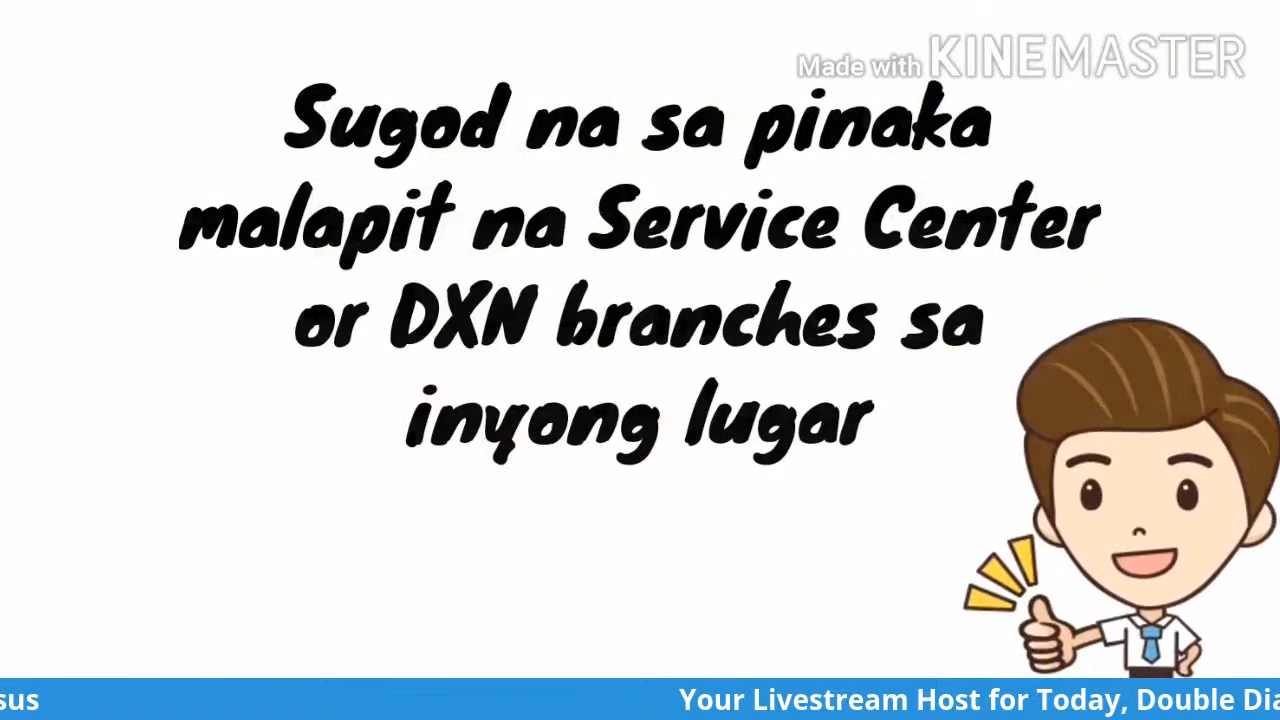 Made with KINEMASTER
Sugod na sa pinaka
malapit na Service Center
or DXN branches sa
inyong lugar
Your Livestream Host for Today, Double